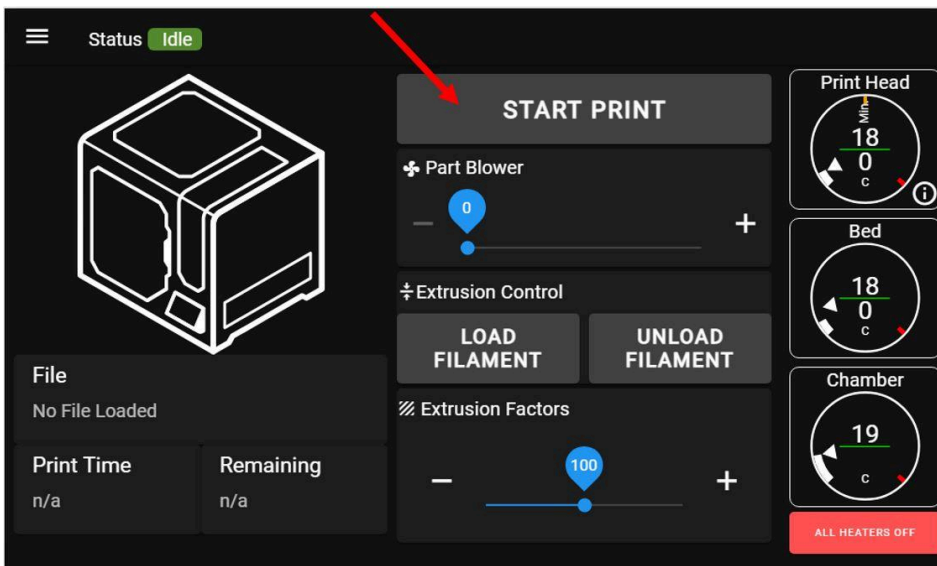 Status Idle
START PRINT
Part Blower
0
Extrusion Control
LOAD
FILAMENT
UNLOAD
FILAMENT
Extrusion Factors
100
File
No File Loaded
Print Time
n/a
Remaining
n/a
Print Head
Min
18
0
C
Bed
18
0
C
Chamber
19
C
ALL HEATERS OFF